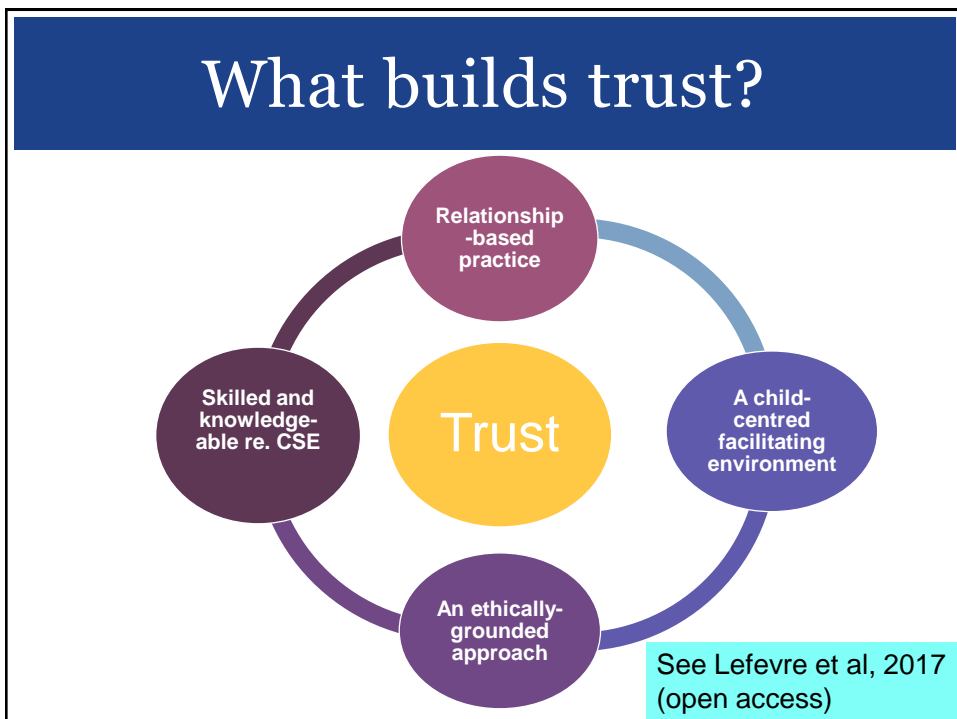 What builds trust?
Relationship
-based
practice
A child-
centred
facilitating
environment
An ethically-
grounded
approach
Skilled and
knowledge-
able re. CSE
Trust
See Lefevre et al, 2017
(open access)